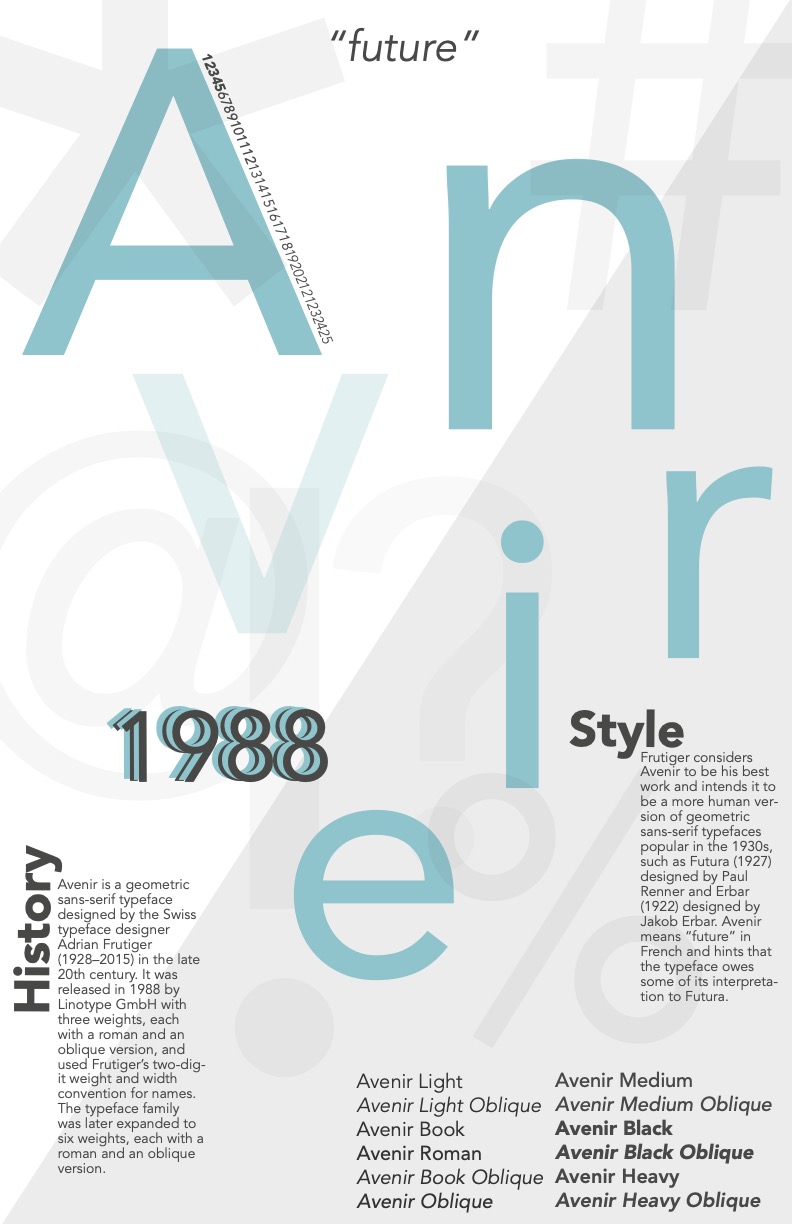 “future”
A
12345678910111213141516171819202121232425
v
e
n
i
r
*
#
@
!
?
%
1988
History
Avenir is a geometric
sans-serif typeface
designed by the Swiss
typeface designer
Adrian Frutiger
(1928–2015) in the late
20th century. It was
released in 1988 by
Linotype GmbH with
three weights, each
with a roman and an
oblique version, and
used Frutiger’s two-dig-
it weight and width
convention for names.
The typeface family
was later expanded to
six weights, each with a
roman and an oblique
version.
Style
Frutiger considers
Avenir to be his best
work and intends it to
be a more human ver-
sion of geometric
sans-serif typefaces
popular in the 1930s,
such as Futura (1927)
designed by Paul
Renner and Erbar
(1922) designed by
Jakob Erbar. Avenir
means “future” in
French and hints that
the typeface owes
some of its interpreta-
tion to Futura.
Avenir Light
Avenir Light Oblique
Avenir Book
Avenir Roman
Avenir Book Oblique
Avenir Oblique
Avenir Medium
Avenir Medium Oblique
Avenir Black
Avenir Black Oblique
Avenir Heavy
Avenir Heavy Oblique